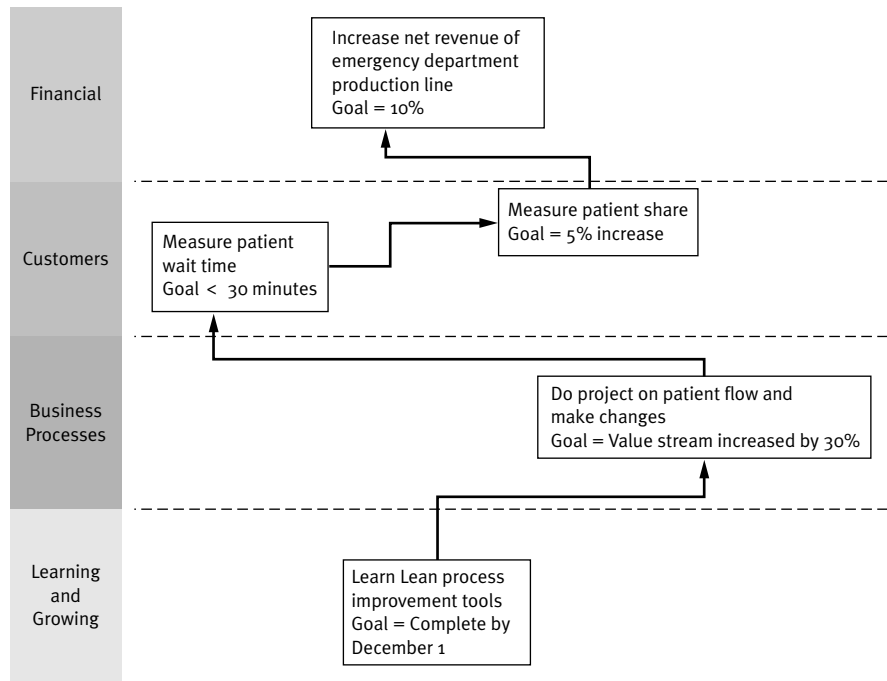 Financial
Increase net revenue of
emergency department
production line
Goal = 10%
Customers
Measure patient
wait time
Goal < 30 minutes
Measure patient share
Goal = 5% increase
Business
Processes
Do project on patient flow and
make changes
Goal = Value stream increased by 30%
Learning
and
Growing
Learn Lean process
improvement tools
Goal = Complete by
December 1